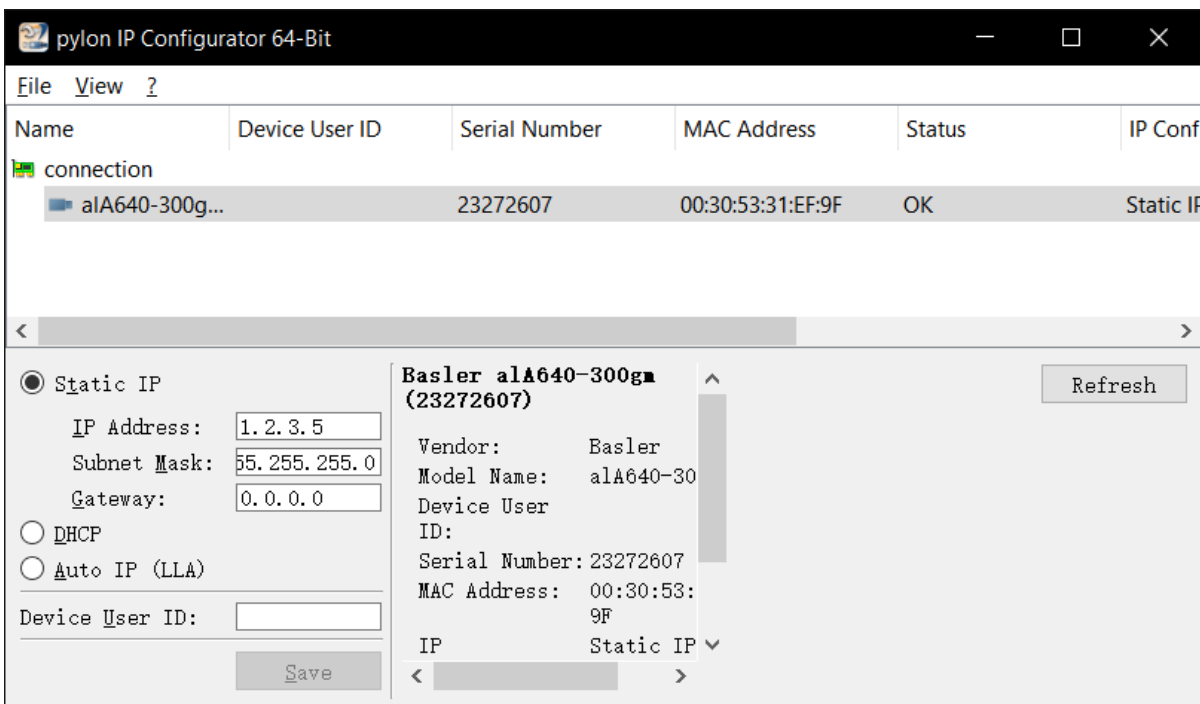 pylon IP Configurator 64-Bit
File View ?
Name Device User ID Serial Number MAC Address Status IP Conf
connection
alA640-300g... 23272607 00:30:53:31:EF:9F OK Static IP
Static IP
IP Address: 1.2.3.5
Subnet Mask: 55.255.255.0
Gateway: 0.0.0.0
DHCP
Auto IP (LLA)
Device User ID:
Save
Basler alA640-300gm
(23272607)
Vendor: Basler
Model Name: alA640-30
Device User
ID:
Serial Number: 23272607
MAC Address: 00:30:53:
9F
IP Static IP
Refresh